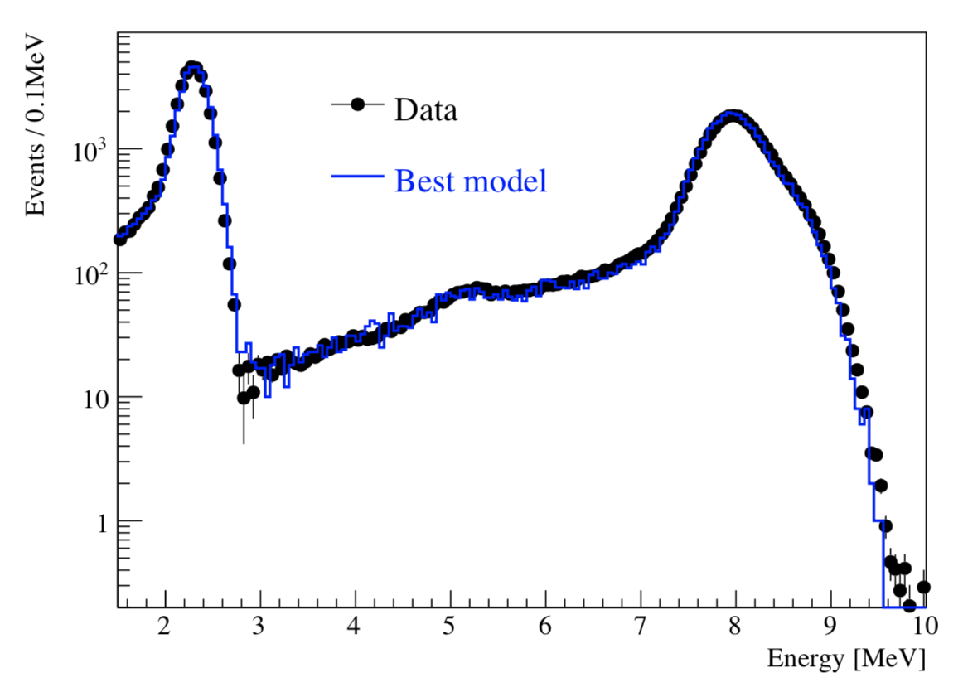 Events / 0.1MeV
10³
10²
10
1
Data
Best model
2 3 4 5 6 7 8 9 10
Energy [MeV]